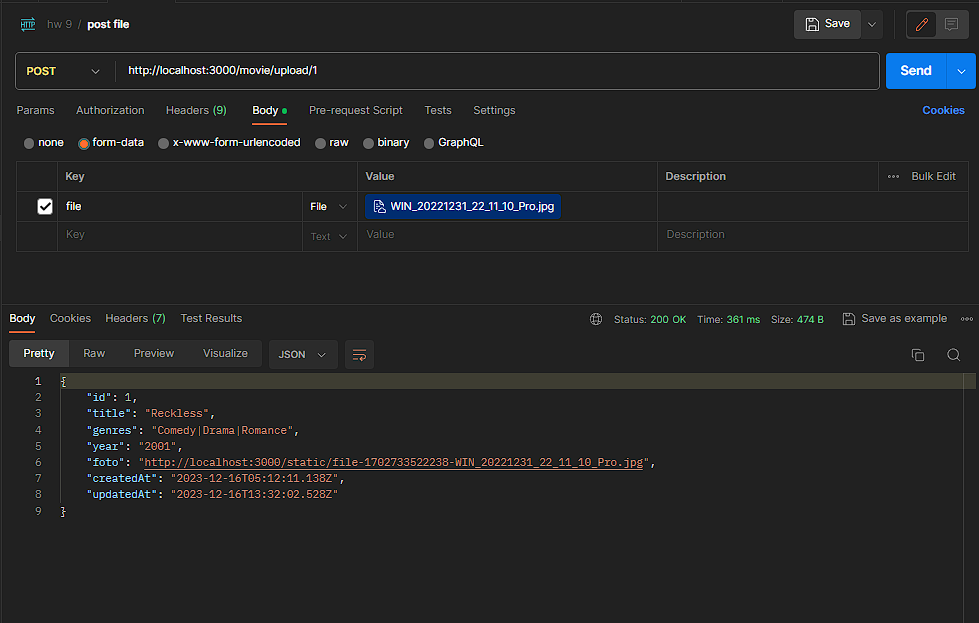 HTTP hw 9 / post file Save
POST http://localhost:3000/movie/upload/1 Send
Params Authorization Headers (9) Body Pre-request Script Tests Settings Cookies
none form-data x-www-form-urlencoded raw binary GraphQL
Key Value Description Bulk Edit
file File WIN_20221231_22_11_10_Pro.jpg
Key Text Value Description
Body Cookies Headers (7) Test Results Status: 200 OK Time: 361 ms Size: 474 B Save as example
Pretty Raw Preview Visualize JSON
1 {
2 "id": 1,
3 "title": "Reckless",
4 "genres": "Comedy|Drama|Romance",
5 "year": "2001",
6 "foto": "http://localhost:3000/static/file-1702733522238-WIN_20221231_22_11_10_Pro.jpg",
7 "createdAt": "2023-12-16T05:12:11.138Z",
8 "updatedAt": "2023-12-16T13:32:02.528Z"
9 }